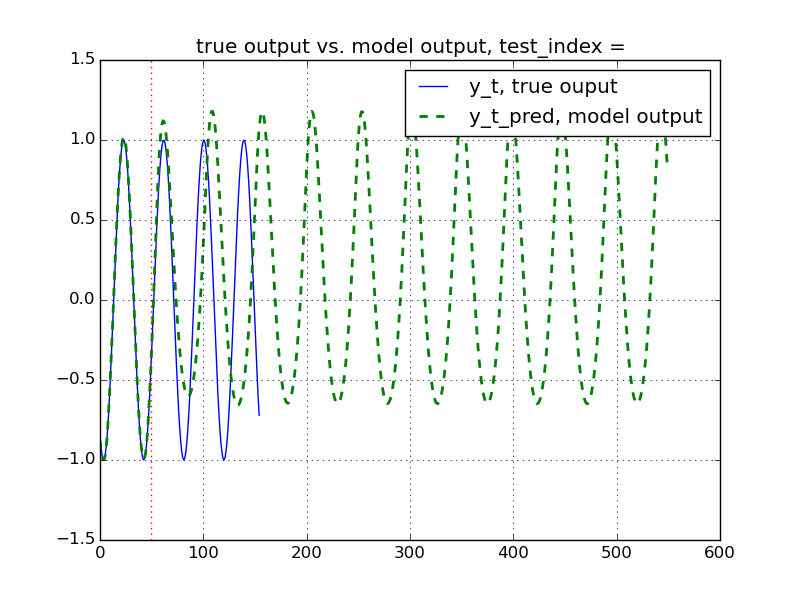 true output vs. model output, test_index =
y_t, true ouput
y_t_pred, model output
1.5
1.0
0.5
0.0
−0.5
−1.0
−1.5
0 100 200 300 400 500 600